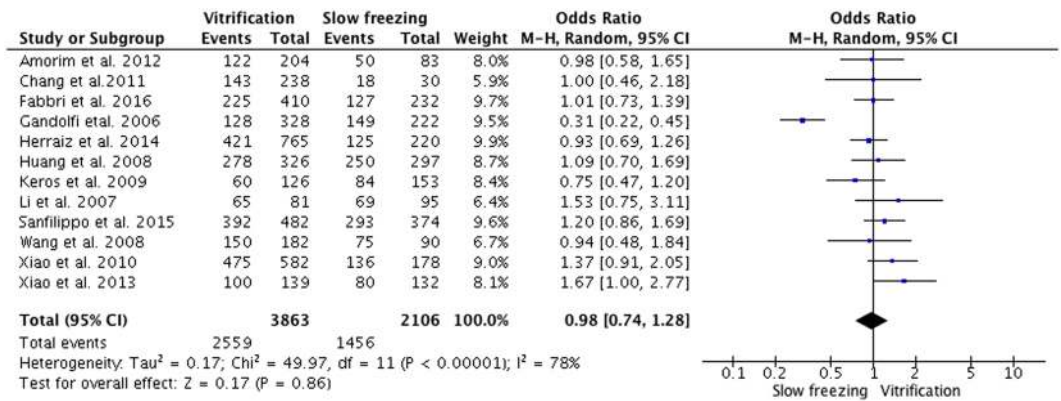 Vitrification Slow freezing Odds Ratio Odds Ratio
Study or Subgroup Events Total Events Total Weight M-H, Random, 95% CI M-H, Random, 95% CI
Amorim et al. 2012 122 204 50 83 8.0% 0.98 [0.58, 1.65]
Chang et al.2011 143 238 18 30 5.9% 1.00 [0.46, 2.18]
Fabbri et al. 2016 225 410 127 232 9.7% 1.01 [0.73, 1.39]
Gandolfi etal. 2006 128 328 149 222 9.5% 0.31 [0.22, 0.45]
Herraiz et al. 2014 421 765 125 220 9.9% 0.93 [0.69, 1.26]
Huang et al. 2008 278 326 250 297 8.8% 1.09 [0.70, 1.69]
Keros et al. 2009 60 126 84 153 8.4% 0.75 [0.47, 1.20]
Li et al. 2007 65 81 69 95 6.4% 1.53 [0.75, 3.11]
Sanfilippo et al. 2015 392 482 293 374 9.6% 1.20 [0.86, 1.69]
Wang et al. 2008 150 182 75 90 6.7% 0.94 [0.48, 1.84]
Xiao et al. 2010 475 582 136 178 9.0% 1.37 [0.91, 2.05]
Xiao et al. 2013 100 139 80 132 8.1% 1.67 [1.00, 2.77]
Total (95% CI) 3863 2106 100.0% 0.98 [0.74, 1.28]
Total events 2559 1456
Heterogeneity: Tau² = 0.17; Chi² = 49.97, df = 11 (P < 0.00001); I² = 78%
Test for overall effect: Z = 0.17 (P = 0.86)
0.1 0.2 0.5 1 2 5 10
Slow freezing Vitrification